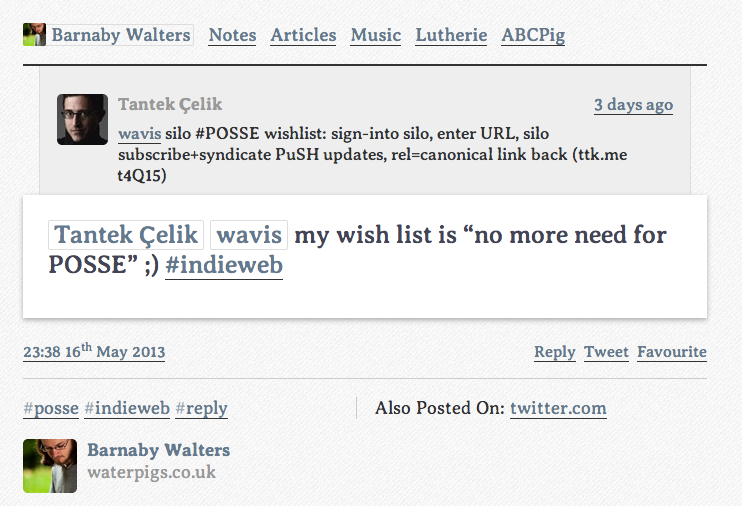 Barnaby Walters Notes Articles Music Lutherie ABCPig
Tantek Çelik 3 days ago
wavis silo #POSSE wishlist: sign-into silo, enter URL, silo
subscribe+syndicate PuSH updates, rel=canonical link back (ttk.me
t4Q15)
Tantek Çelik wavis my wish list is “no more need for
POSSE” ;) #indieweb
23:38 16th May 2013 Reply Tweet Favourite
#posse #indieweb #reply Also Posted On: twitter.com
Barnaby Walters
waterpigs.co.uk